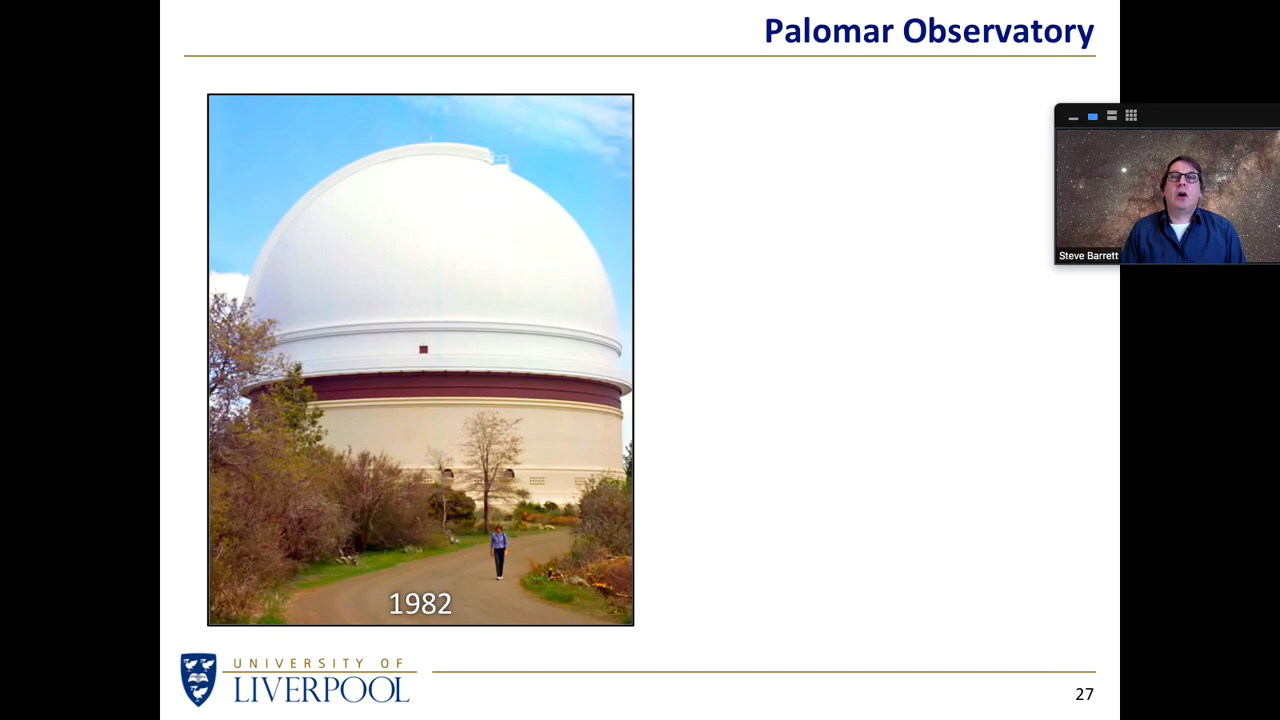 Palomar Observatory
Steve Barrett
1982
UNIVERSITY OF
LIVERPOOL
27